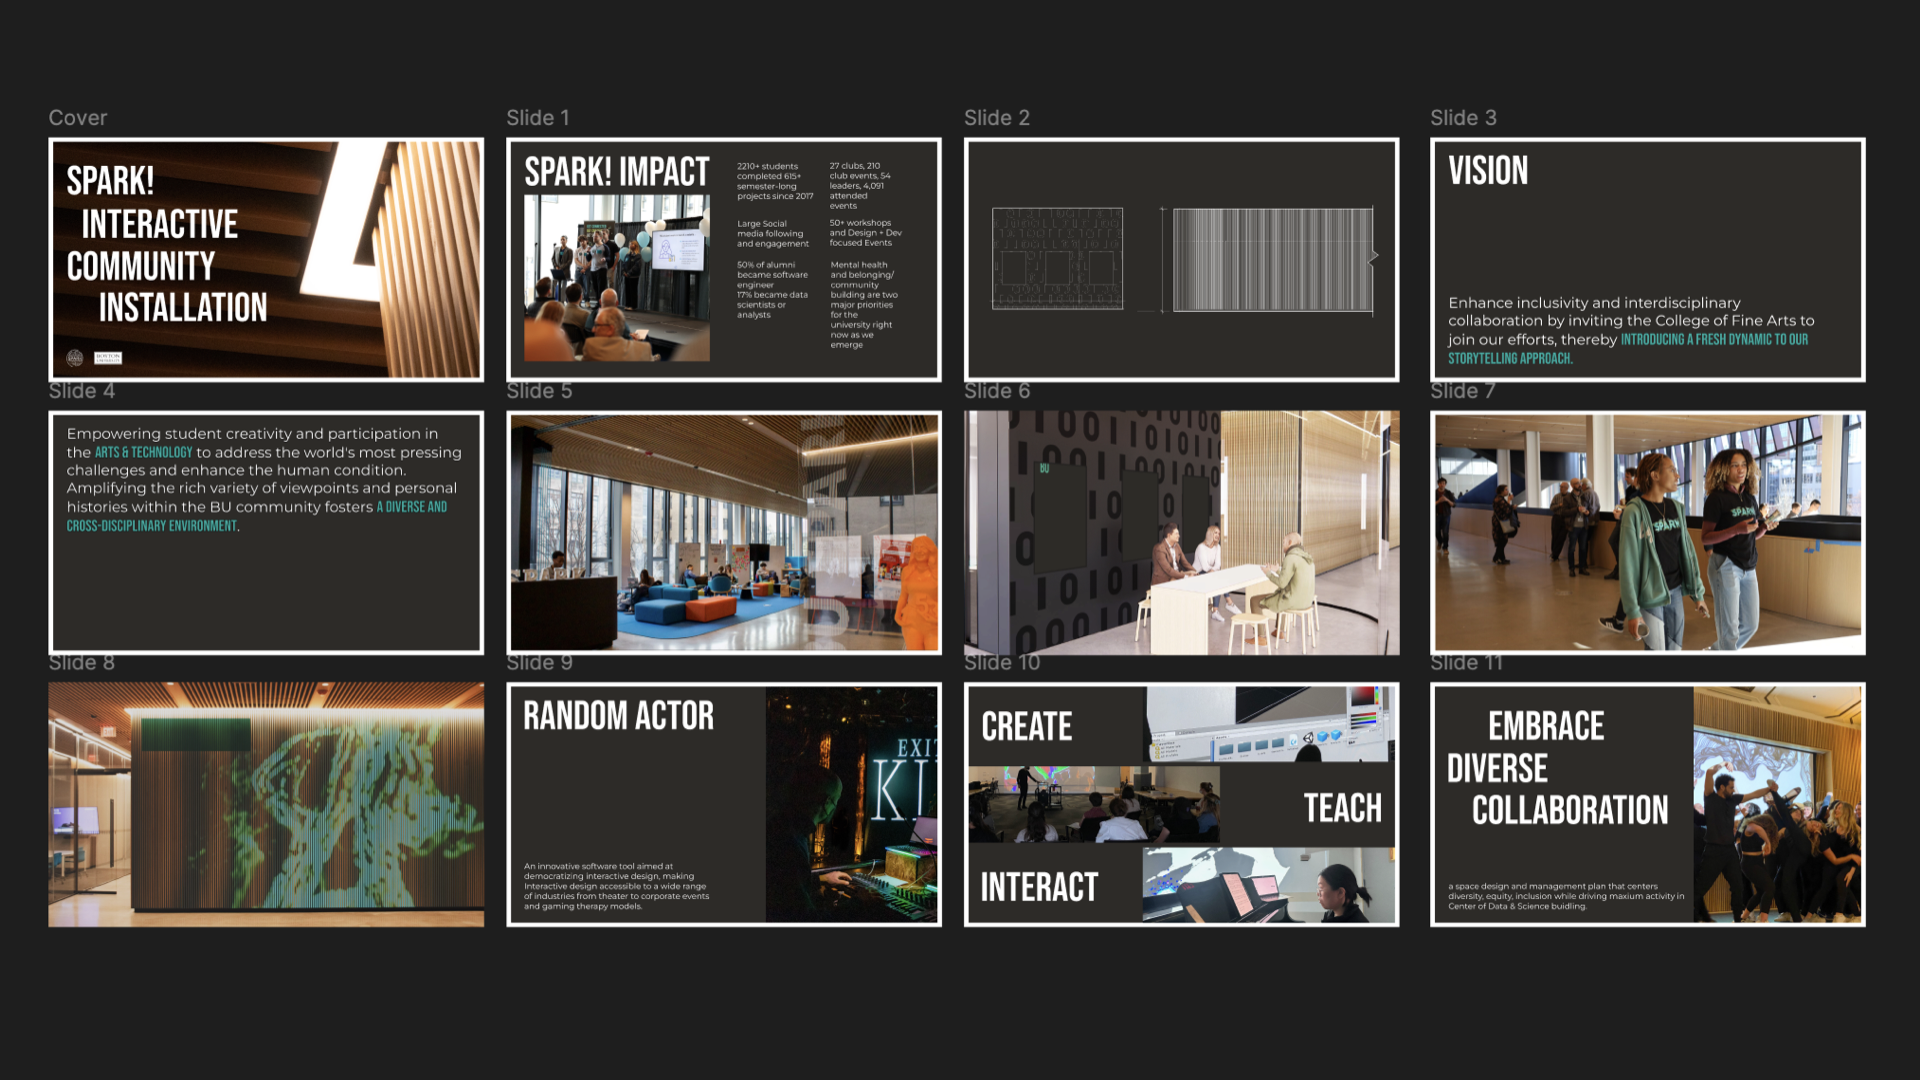 Cover
SPARK!
INTERACTIVE
COMMUNITY
INSTALLATION
BOSTON
Slide 1
SPARK! IMPACT
2210+ students
completed 615+
semester-long
projects since 2017
Large Social
media following
and engagement
50% of alumni
became software
engineer
17% became data
scientists or
analysts
27 clubs, 210
club events, 54
leaders, 4,091
attended
events
50+ workshops
and Design + Dev
focused Events
Mental health
and belonging/
community
building are two
major priorities
for the
university right
now as we
emerge
Slide 2
Slide 3
VISION
Enhance inclusivity and interdisciplinary
collaboration by inviting the College of Fine Arts to
join our efforts, thereby INTRODUCING A FRESH DYNAMIC TO OUR
STORYTELLING APPROACH.
Slide 4
Empowering student creativity and participation in
the ARTS & TECHNOLOGY to address the world's most pressing
challenges and enhance the human condition.
Amplifying the rich variety of viewpoints and personal
histories within the BU community fosters A DIVERSE AND
CROSS-DISCIPLINARY ENVIRONMENT.
Slide 5
Slide 6
BU
Slide 7
SPARK!
SPARK!
Slide 8
Slide 9
RANDOM ACTOR
EXIT
KI
An innovative software tool aimed at
democratizing interactive design, making
Interactive design accessible to a wide range
of industries from theater to corporate events
and gaming therapy models.
Slide 10
CREATE
TEACH
INTERACT
Slide 11
EMBRACE
DIVERSE
COLLABORATION
a space design and management plan that centers
diversity, equity, inclusion while driving maxium activity in
Center of Data & Science buidling.